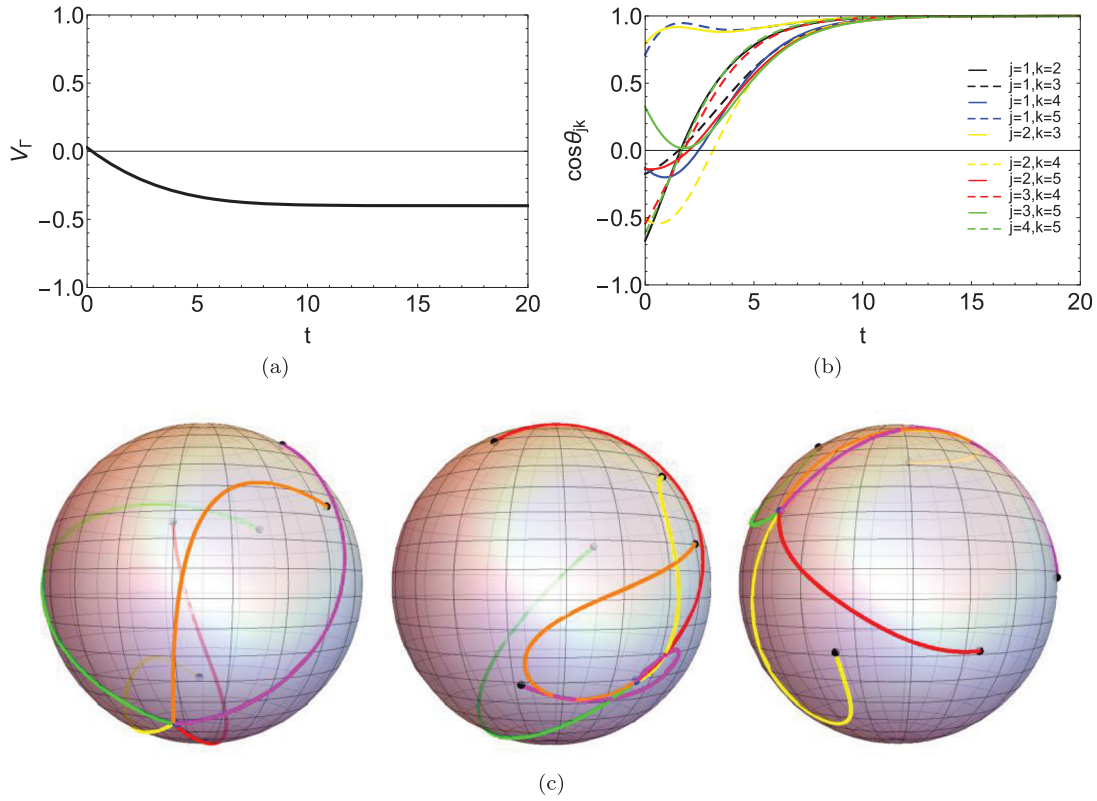 1.0
0.5
0.0
−0.5
−1.0
V_Γ
0 5 10 15 20
t
(a)
1.0
0.5
0.0
−0.5
−1.0
cosθ_jk
j=1,k=2
j=1,k=3
j=1,k=4
j=1,k=5
j=2,k=3
j=2,k=4
j=2,k=5
j=3,k=4
j=3,k=5
j=4,k=5
0 5 10 15 20
t
(b)
(c)